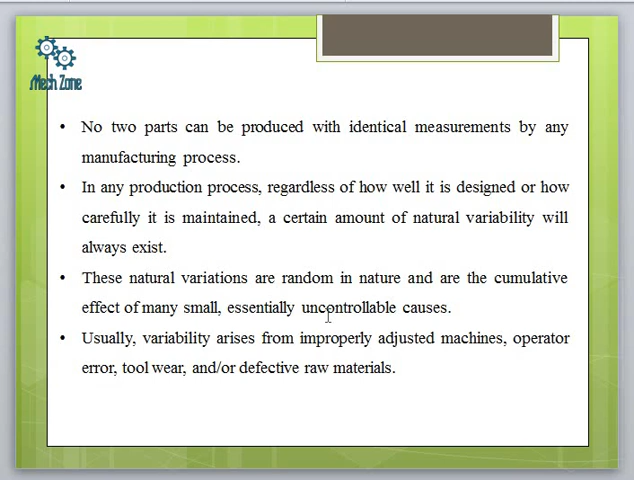 Mech Zone
• No two parts can be produced with identical measurements by any
manufacturing process.
• In any production process, regardless of how well it is designed or how
carefully it is maintained, a certain amount of natural variability will
always exist.
• These natural variations are random in nature and are the cumulative
effect of many small, essentially uncontrollable causes.
• Usually, variability arises from improperly adjusted machines, operator
error, tool wear, and/or defective raw materials.